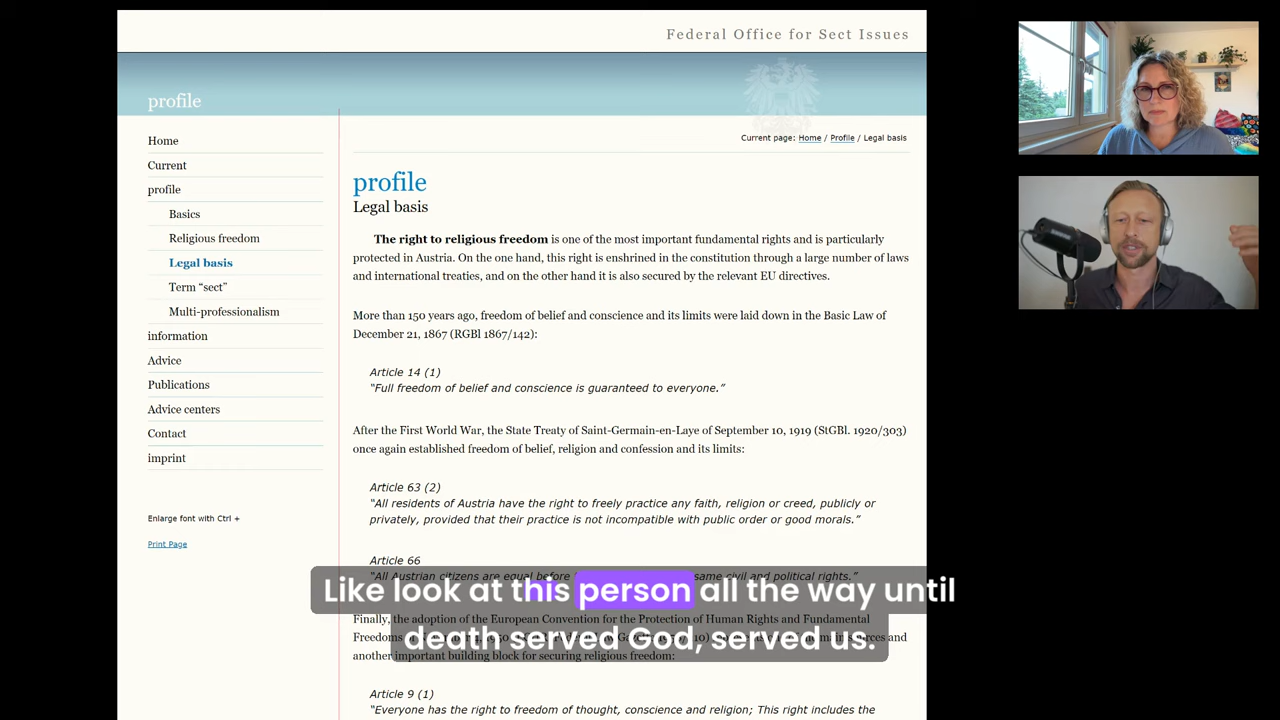 Federal Office for Sect Issues
profile
Home
Current
profile
Basics
Religious freedom
Legal basis
Term “sect”
Multi-professionalism
information
Advice
Publications
Advice centers
Contact
imprint
Enlarge font with Ctrl +
Print Page
Current page: Home / Profile / Legal basis
profile
Legal basis
The right to religious freedom is one of the most important fundamental rights and is particularly
protected in Austria. On the one hand, this right is enshrined in the constitution through a large number of laws
and international treaties, and on the other hand it is also secured by the relevant EU directives.
More than 150 years ago, freedom of belief and conscience and its limits were laid down in the Basic Law of
December 21, 1867 (RGBl 1867/142):
Article 14 (1)
“Full freedom of belief and conscience is guaranteed to everyone.”
After the First World War, the State Treaty of Saint-Germain-en-Laye of September 10, 1919 (StGBl. 1920/303)
once again established freedom of belief, religion and confession and its limits:
Article 63 (2)
“All residents of Austria have the right to freely practice any faith, religion or creed, publicly or
privately, provided that their practice is not incompatible with public order or good morals.”
Article 66
“All Austrian citizens are equal before same civil and political rights.”
Like look at this person all the way until
death served God, served us.
Finally, the adoption of the European Convention for the Protection of Human Rights and Fundamental
Freedoms
and
another important building block for securing religious freedom:
Article 9 (1)
“Everyone has the right to freedom of thought, conscience and religion; This right includes the